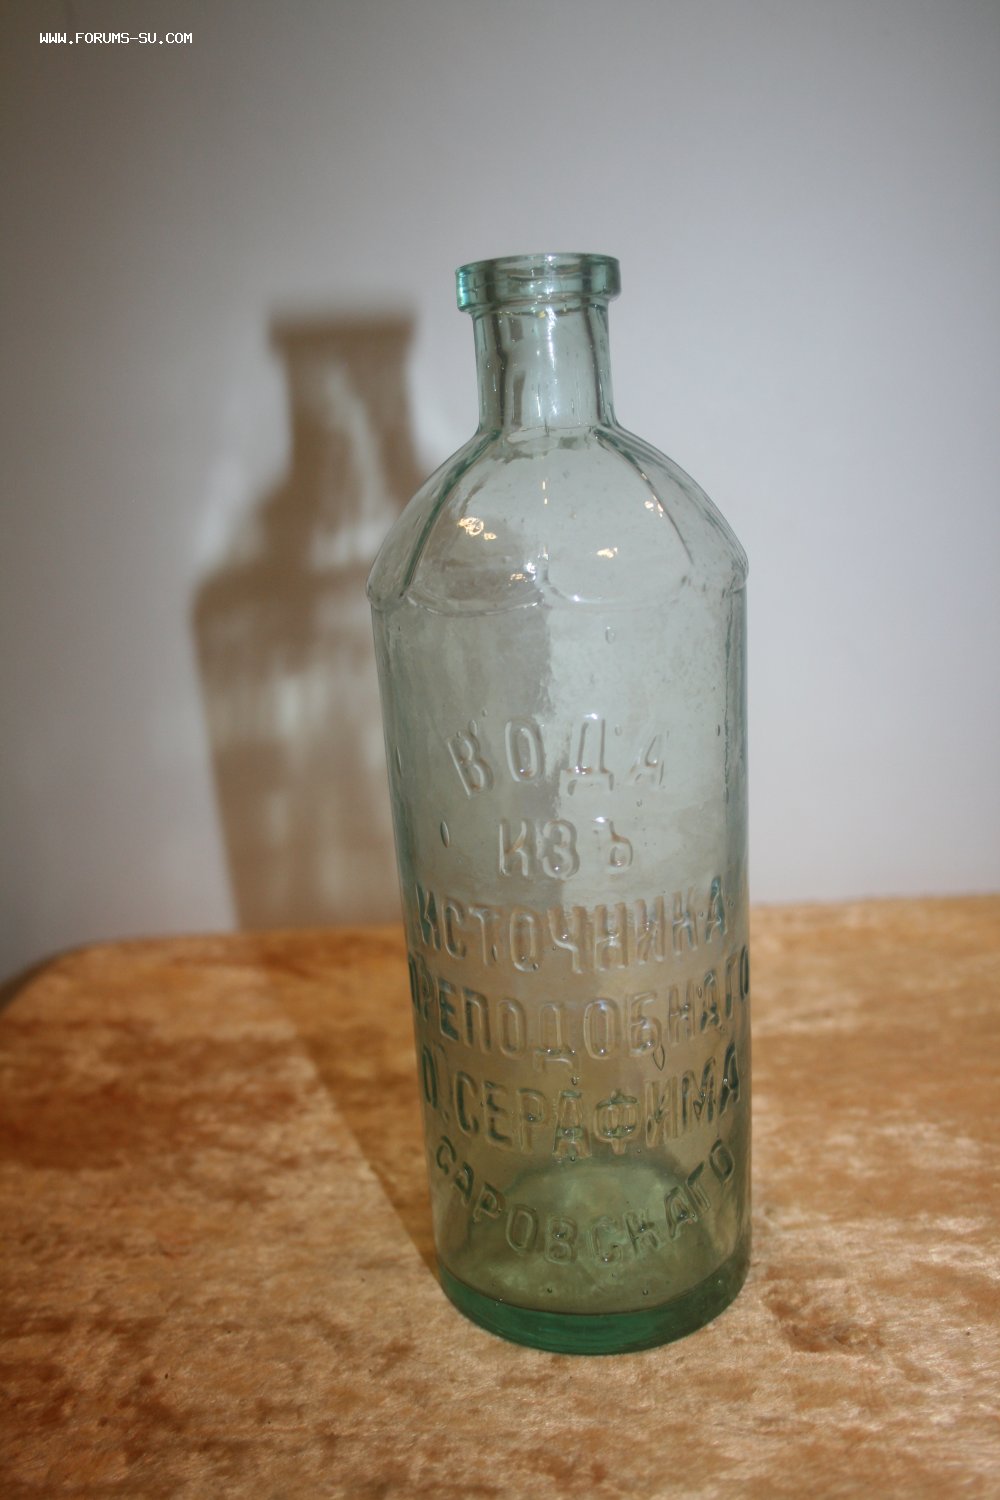 WWW.FORUMS-SU.COM
ВОДА
ИЗЪ
ИСТОЧНИКА
ПРЕПОДОБНАГО
П. СЕРАФИМА
САРОВСКАГО